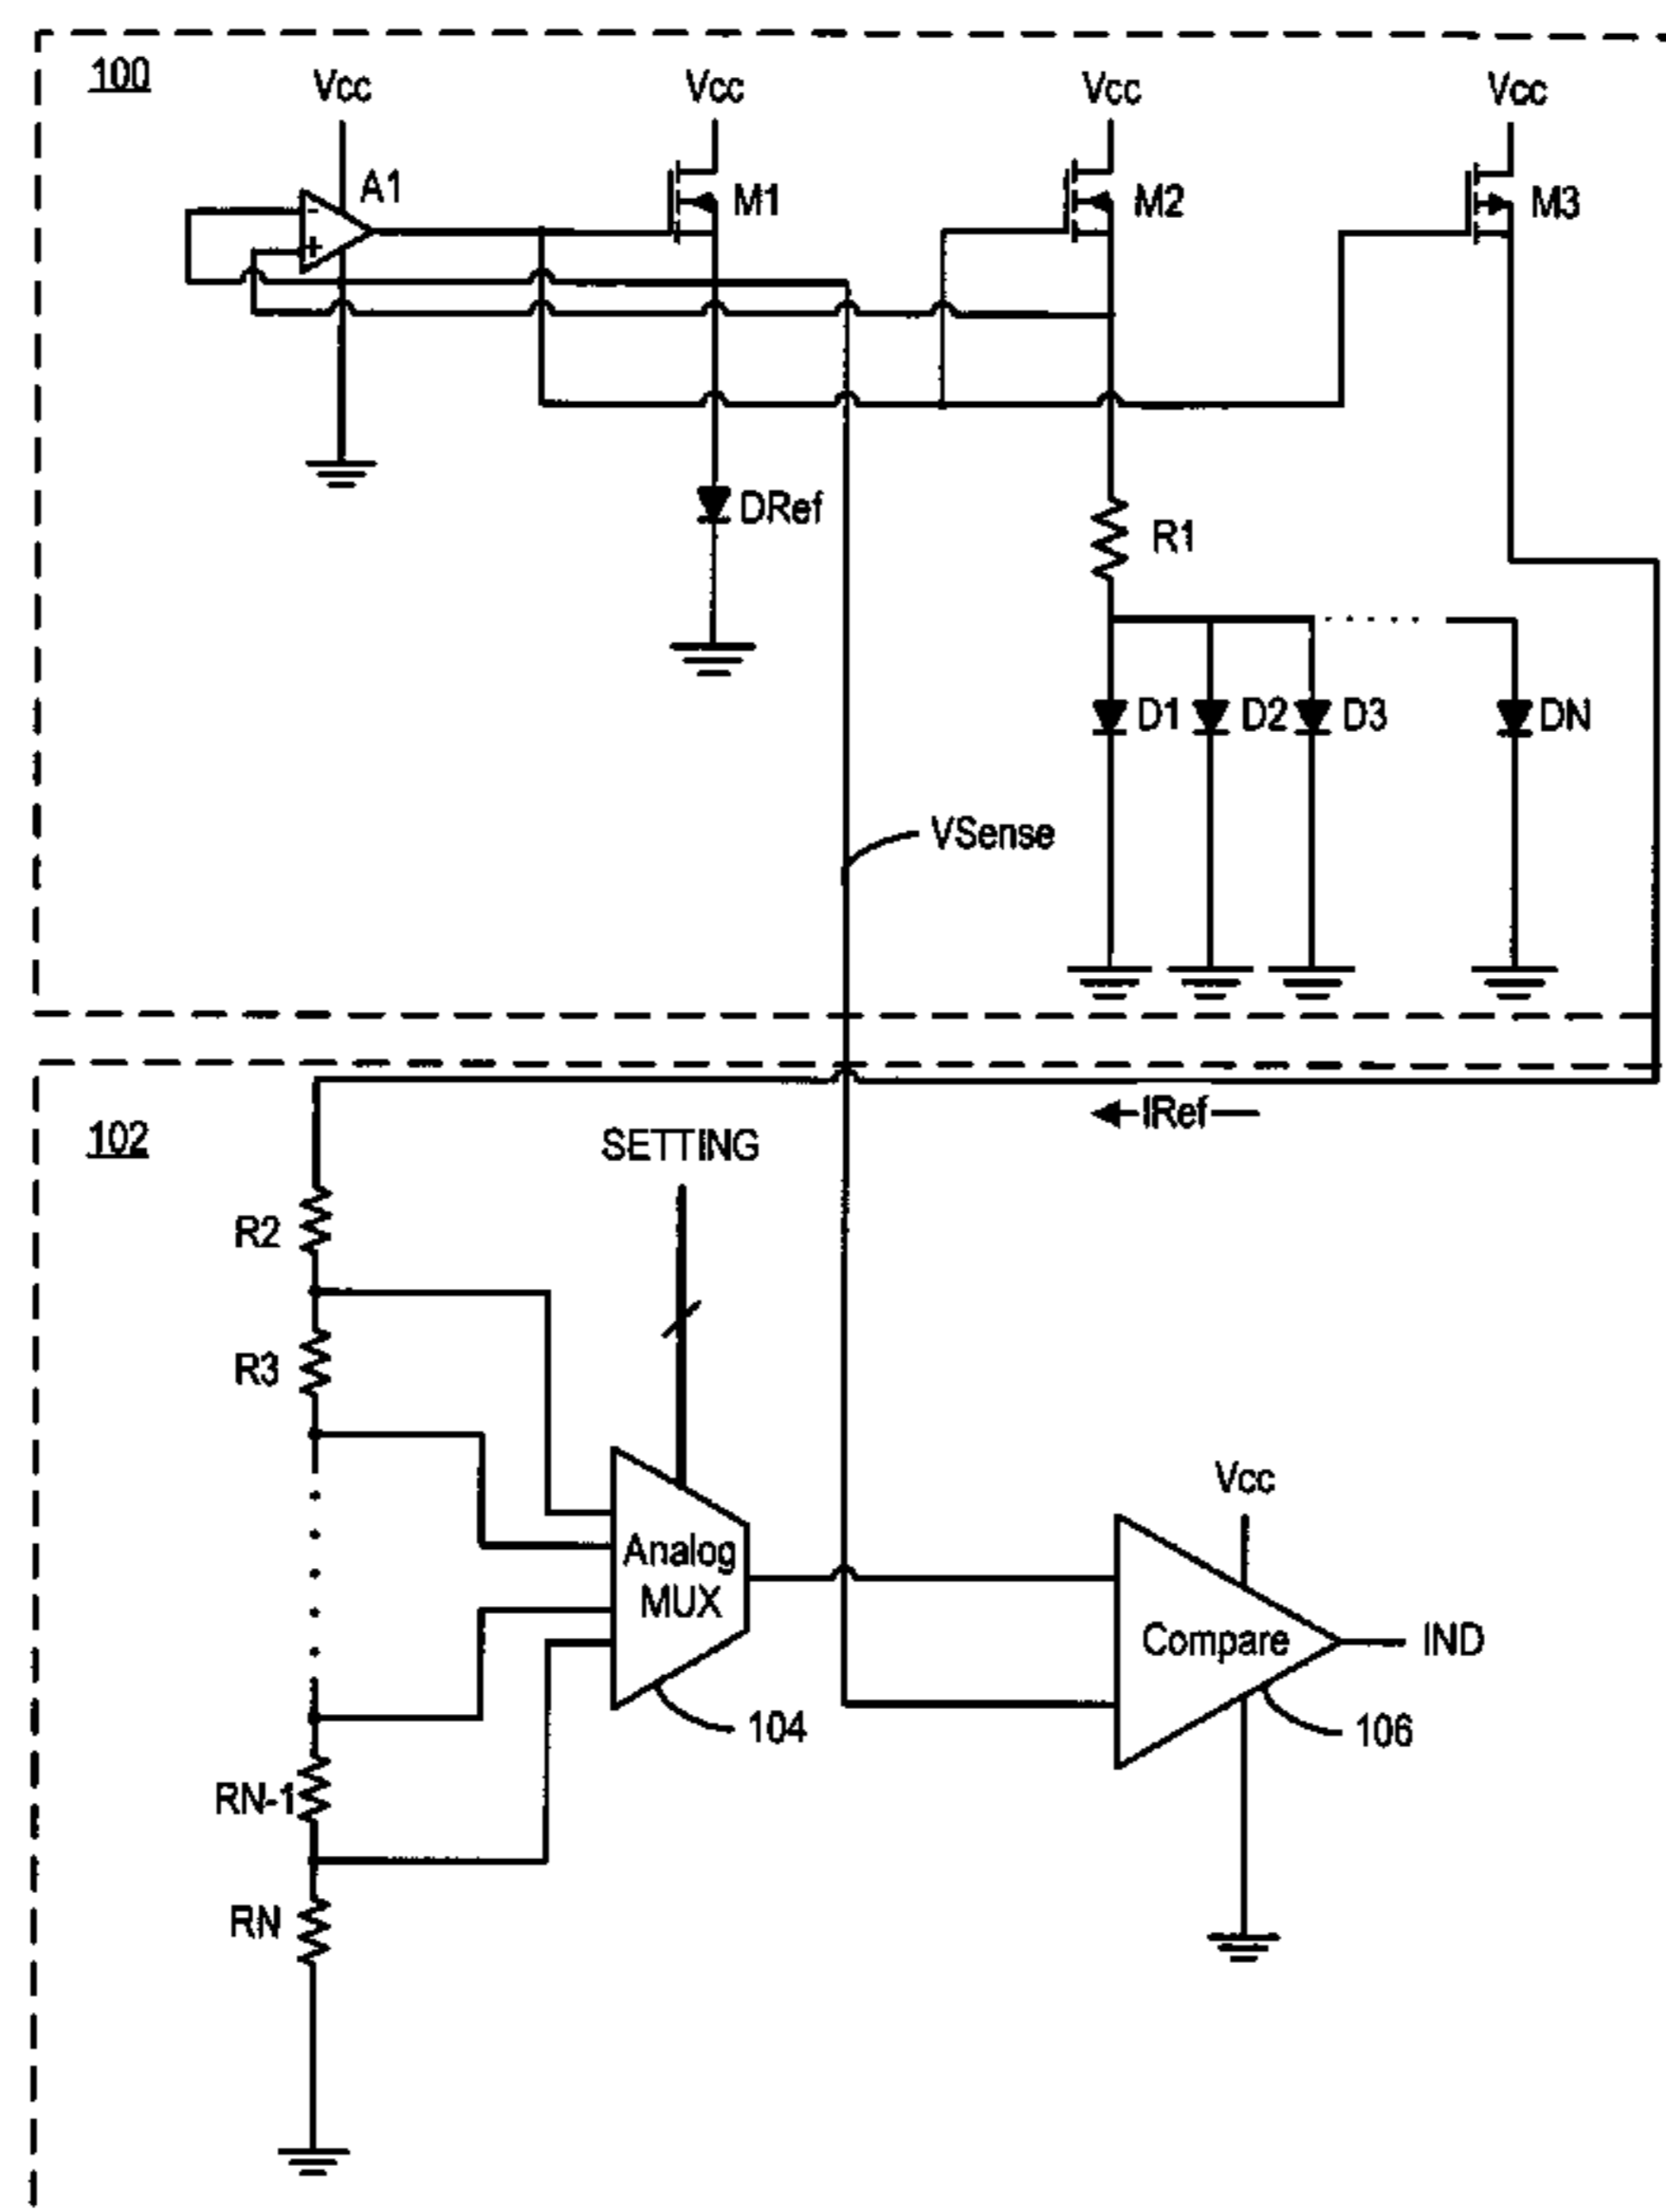 100
Vcc
Vcc
Vcc
Vcc
A1
M1
M2
M3
-
+
DRef
R1
D1
D2
D3
DN
VSense
IRef
102
SETTING
R2
R3
Vcc
Analog
MUX
Compare
IND
104
106
RN-1
RN